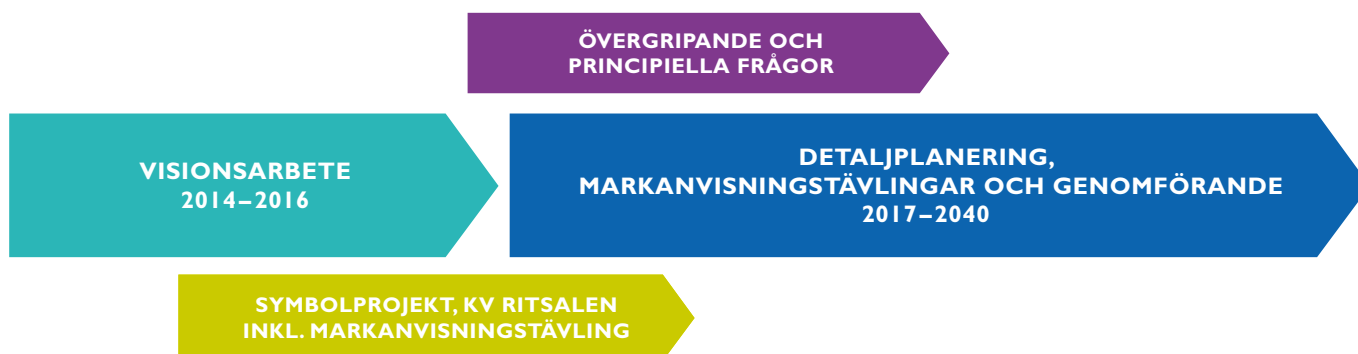 ÖVERGRIPANDE OCH
PRINCIPIELLA FRÅGOR
VISIONSARBETE
2014–2016
DETALJPLANERING,
MARKANVISNINGSTÄVLINGAR OCH GENOMFÖRANDE
2017–2040
SYMBOLPROJEKT, KV RITSALEN
INKL. MARKANVISNINGSTÄVLING